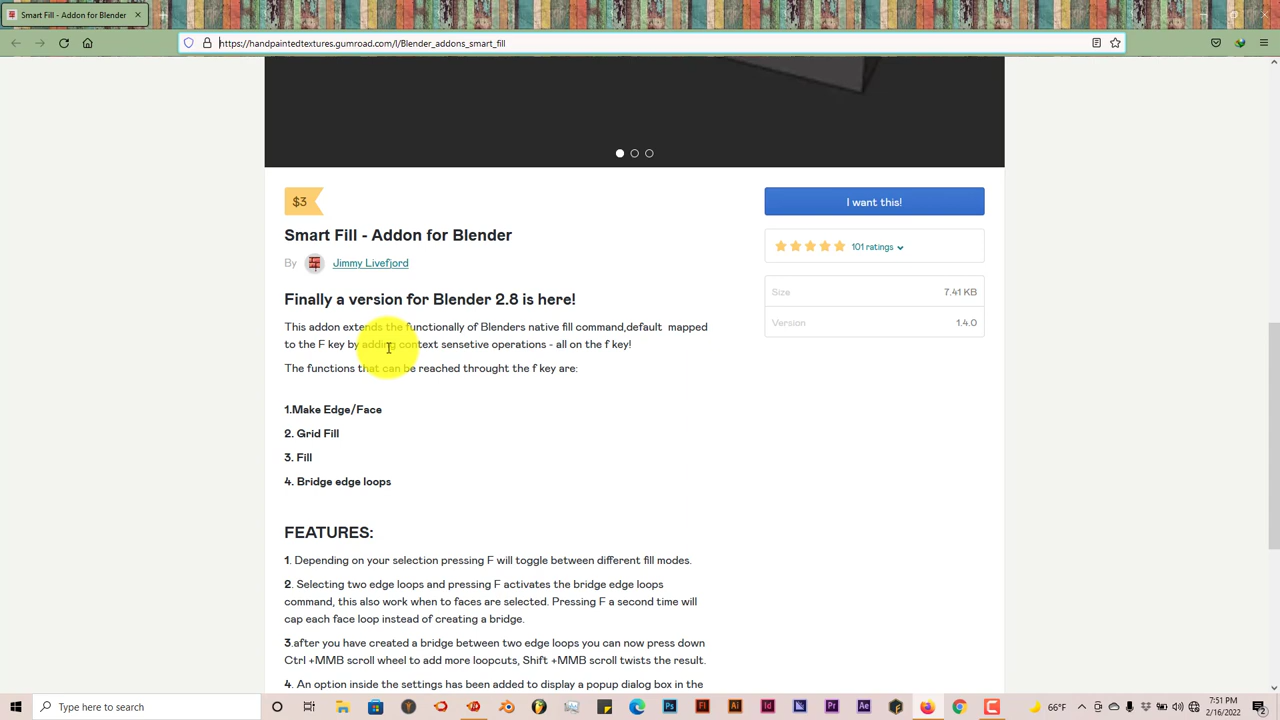 Smart Fill - Addon for Blender
https://handpaintedtextures.gumroad.com/l/Blender_addons_smart_fill
$3
I want this!
Smart Fill - Addon for Blender
101 ratings
By Jimmy Livefjord
Size 7.41 KB
Finally a version for Blender 2.8 is here!
Version 1.4.0
This addon extends the functionally of Blenders native fill command,default mapped
to the F key by adding context sensetive operations - all on the f key!
The functions that can be reached throught the f key are:
1.Make Edge/Face
2. Grid Fill
3. Fill
4. Bridge edge loops
FEATURES:
1. Depending on your selection pressing F will toggle between different fill modes.
2. Selecting two edge loops and pressing F activates the bridge edge loops
command, this also work when to faces are selected. Pressing F a second time will
cap each face loop instead of creating a bridge.
3.after you have created a bridge between two edge loops you can now press down
Ctrl +MMB scroll wheel to add more loopcuts, Shift +MMB scroll twists the result.
4. An option inside the settings has been added to display a popup dialog box in the
Type here to search
Ps
Fl
Ai
Id
Pr
Ae
66°F
7:51 PM
2/16/2022
2